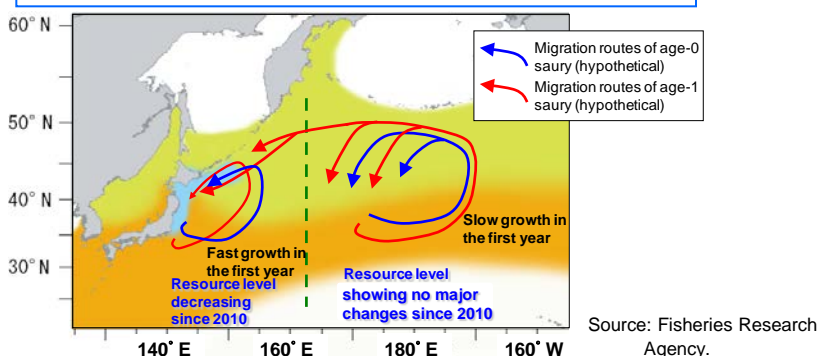 60° N
50° N
40° N
30° N
Migration routes of age-0
saury (hypothetical)
Migration routes of age-1
saury (hypothetical)
Slow growth in
the first year
Fast growth in
the first year
Resource level
decreasing
since 2010
Resource level
showing no major
changes since 2010
140° E
160° E
180° E
160° W
Source: Fisheries Research
Agency.